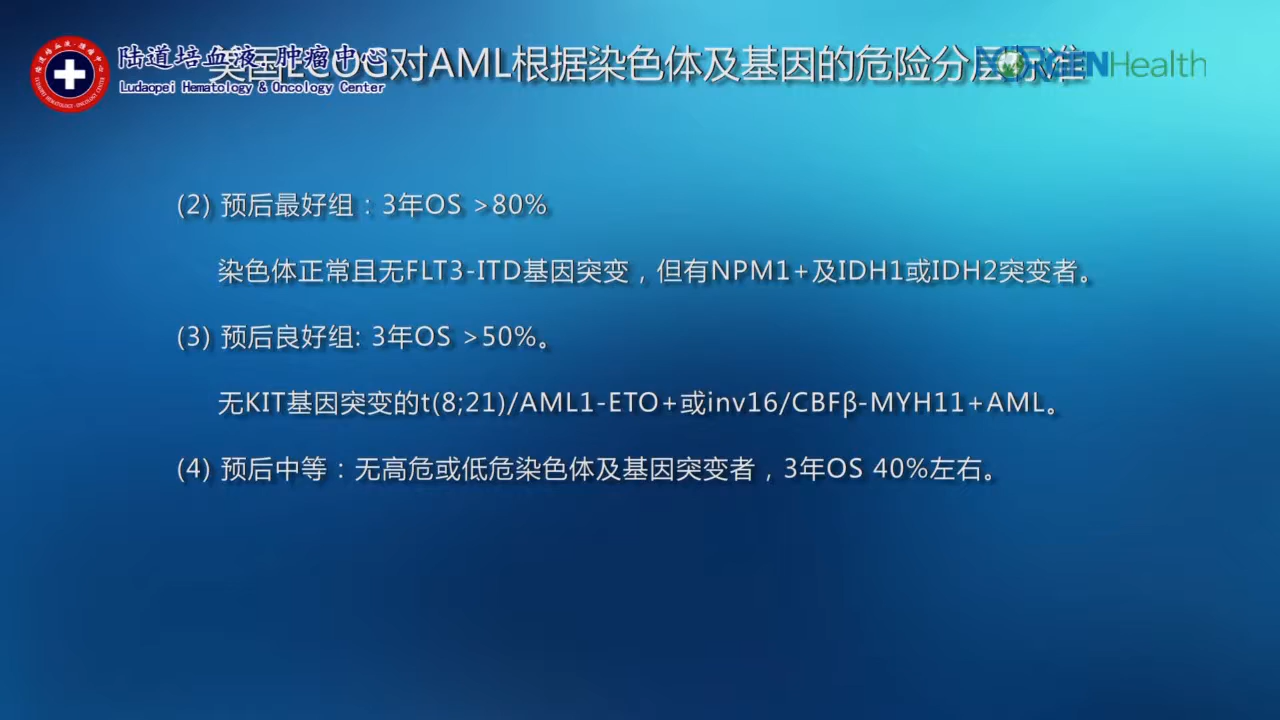 陆道培血液·肿瘤中心
Ludaopei Hematology & Oncology Center
美国ECOG对AML根据染色体及基因的危险分层标准
Health
(2) 预后最好组：3年OS >80%
染色体正常且无FLT3-ITD基因突变，但有NPM1+及IDH1或IDH2突变者。
(3) 预后良好组: 3年OS >50%。
无KIT基因突变的t(8;21)/AML1-ETO+或inv16/CBFβ-MYH11+AML。
(4) 预后中等：无高危或低危染色体及基因突变者，3年OS 40%左右。